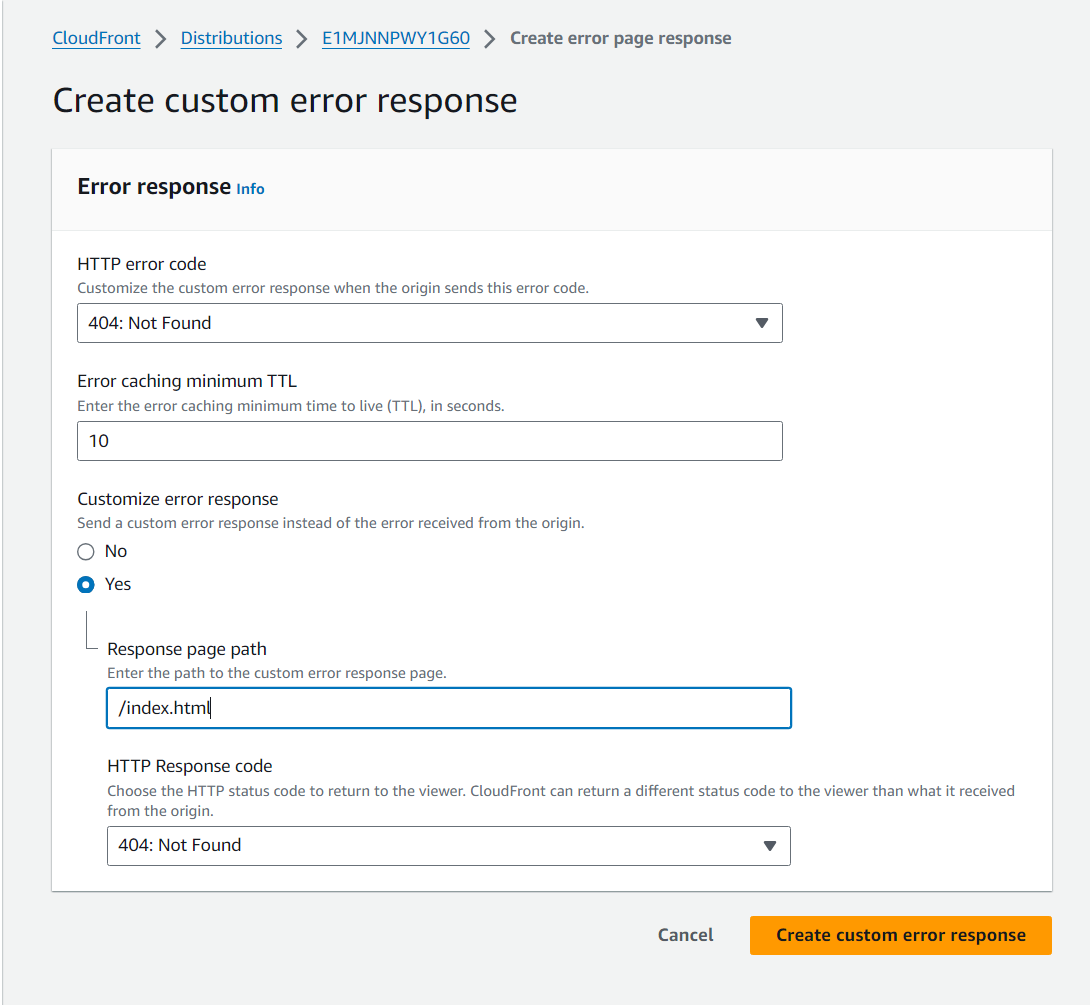 CloudFront > Distributions > E1MJNNPWY1G60 > Create error page response
Create custom error response
Error response Info
HTTP error code
Customize the custom error response when the origin sends this error code.
404: Not Found
Error caching minimum TTL
Enter the error caching minimum time to live (TTL), in seconds.
10
Customize error response
Send a custom error response instead of the error received from the origin.
No
Yes
Response page path
Enter the path to the custom error response page.
/index.html
HTTP Response code
Choose the HTTP status code to return to the viewer. CloudFront can return a different status code to the viewer than what it received
from the origin.
404: Not Found
Cancel
Create custom error response